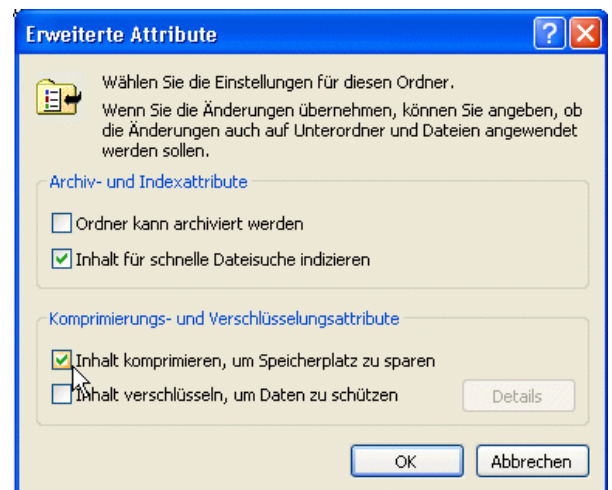 Erweiterte Attribute
Wählen Sie die Einstellungen für diesen Ordner.
Wenn Sie die Änderungen übernehmen, können Sie angeben, ob
die Änderungen auch auf Unterordner und Dateien angewendet
werden sollen.
Archiv- und Indexattribute
Ordner kann archiviert werden
Inhalt für schnelle Dateisuche indizieren
Komprimierungs- und Verschlüsselungsattribute
Inhalt komprimieren, um Speicherplatz zu sparen
Inhalt verschlüsseln, um Daten zu schützen
Details
OK
Abbrechen